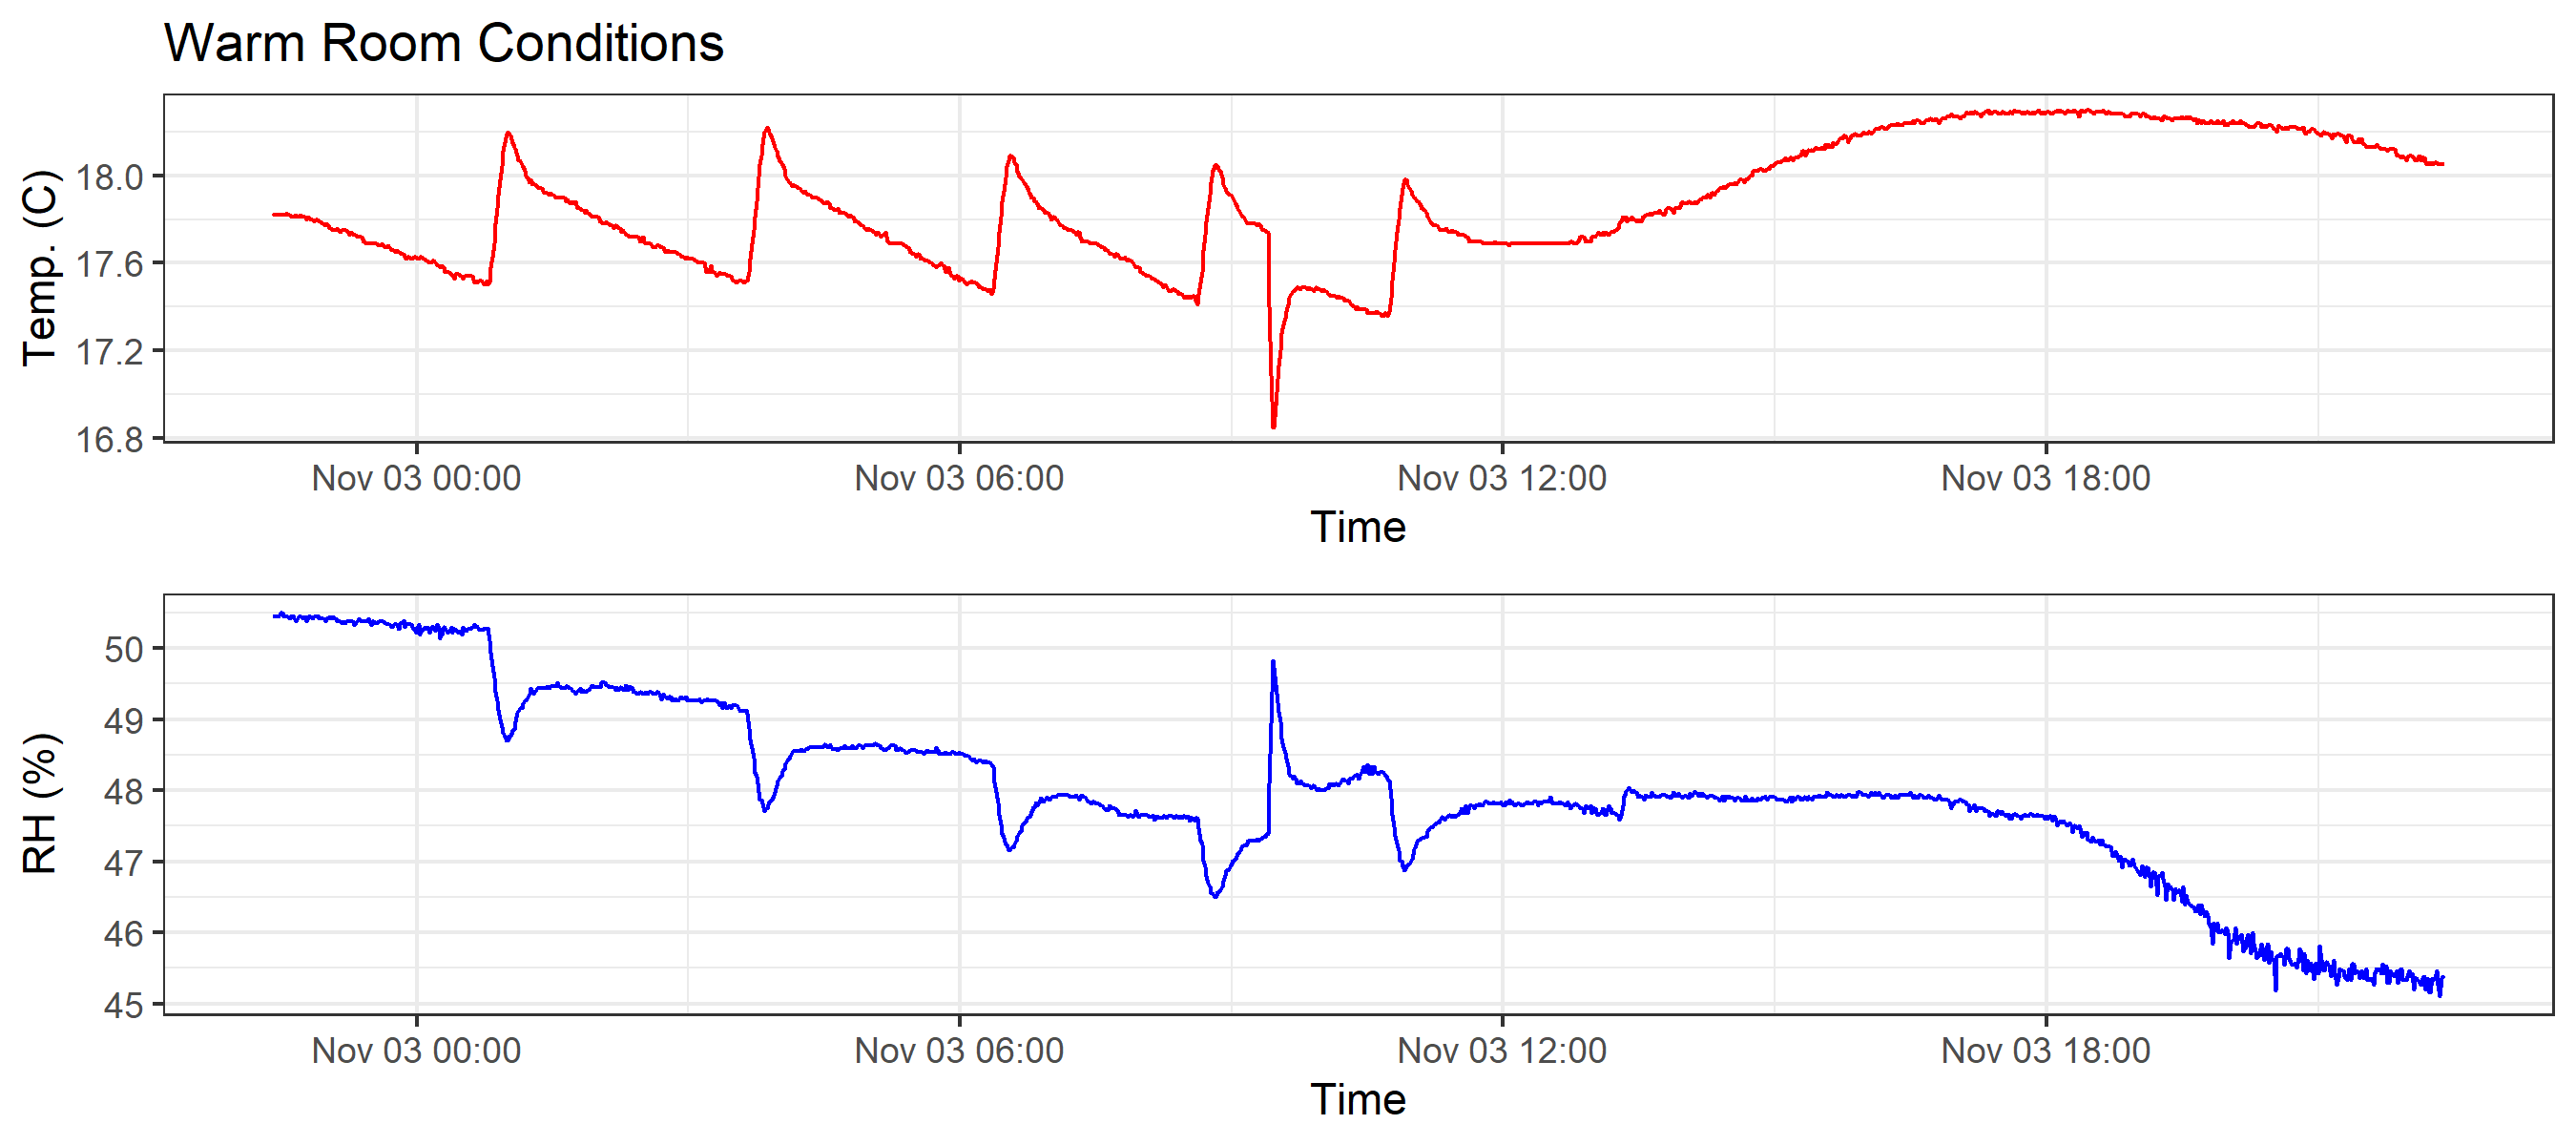 Warm Room Conditions
Temp. (C)
18.0
17.6
17.2
16.8
Nov 03 00:00 Nov 03 06:00 Nov 03 12:00 Nov 03 18:00
Time
RH (%)
50
49
48
47
46
45
Nov 03 00:00 Nov 03 06:00 Nov 03 12:00 Nov 03 18:00
Time